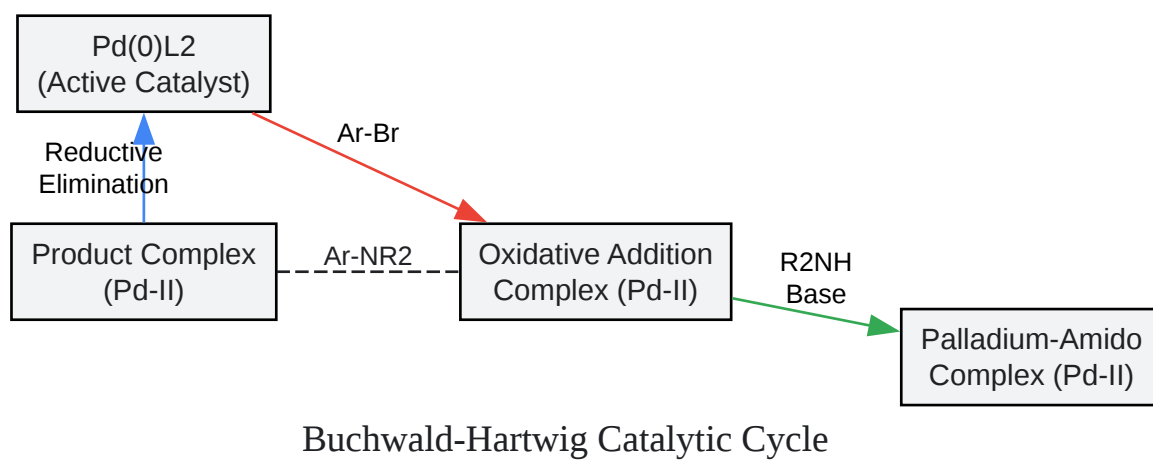 Pd(0)L2
(Active Catalyst)
Ar-Br
Reductive
Elimination
Product Complex
(Pd-II)
Ar-NR2
Oxidative Addition
Complex (Pd-II)
R2NH
Base
Palladium-Amido
Complex (Pd-II)
Buchwald-Hartwig Catalytic Cycle